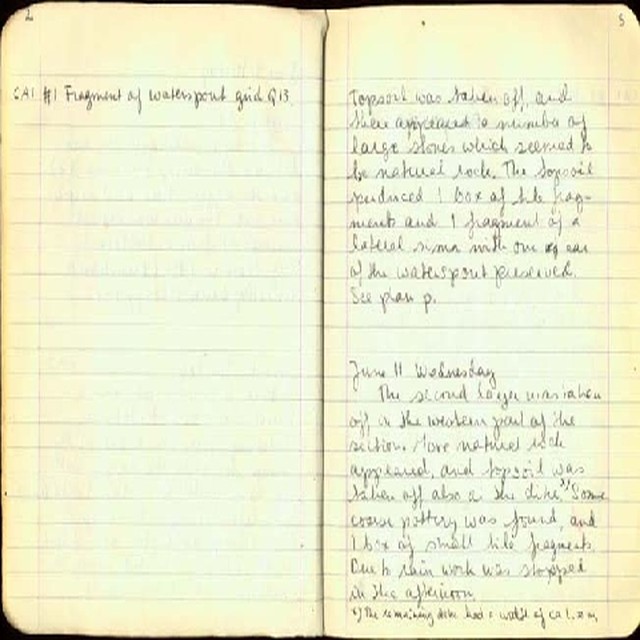 CA1 #1 Fragment of waterspout grid Q13
5
Topsoil was taken off, and
there appeared a number of
large stones which seemed to
be natural rock. The topsoil
produced 1 box of tile frag-
ments and 1 fragment of a
lateral sima with one ear
of the waterspout preserved.
See plan p.
June 11 Wednesday
The second layer was taken
off in the western part of the
section. More natural rock
appeared, and topsoil was
taken off also in the dike. *) Some
coarse pottery was found, and
1 box of small tile fragments.
Due to rain work was stopped
in the afternoon.
*) The remaining dike had a width of ca 1. m